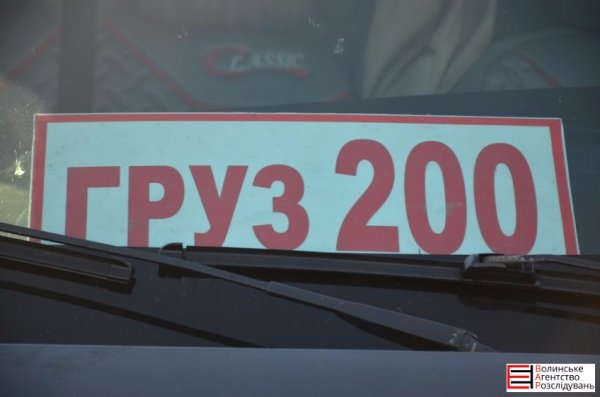 CLASSIC
ГРУЗ 200
Волинське
Агентство
Розслідувань